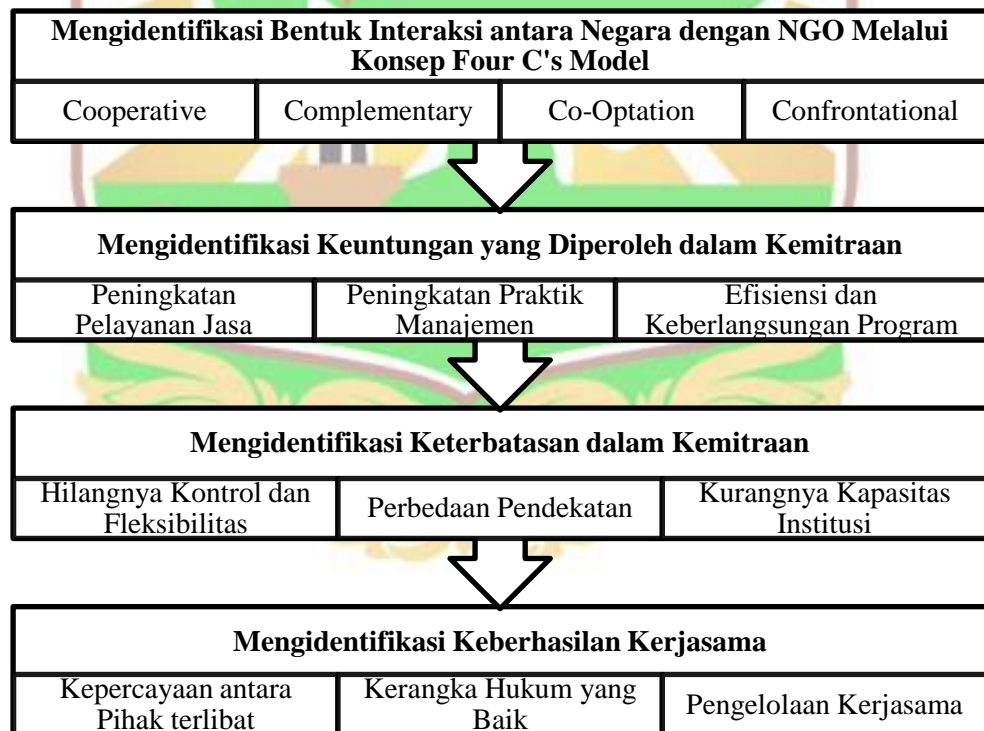 Mengidentifikasi Bentuk Interaksi antara Negara dengan NGO Melalui
Konsep Four C's Model
Cooperative
Complementary
Co-Optation
Confrontational
Mengidentifikasi Keuntungan yang Diperoleh dalam Kemitraan
Peningkatan
Pelayanan Jasa
Peningkatan Praktik
Manajemen
Efisiensi dan
Keberlangsungan Program
Mengidentifikasi Keterbatasan dalam Kemitraan
Hilangnya Kontrol dan
Fleksibilitas
Perbedaan Pendekatan
Kurangnya Kapasitas
Institusi
Mengidentifikasi Keberhasilan Kerjasama
Kepercayaan antara
Pihak terlibat
Kerangka Hukum yang
Baik
Pengelolaan Kerjasama